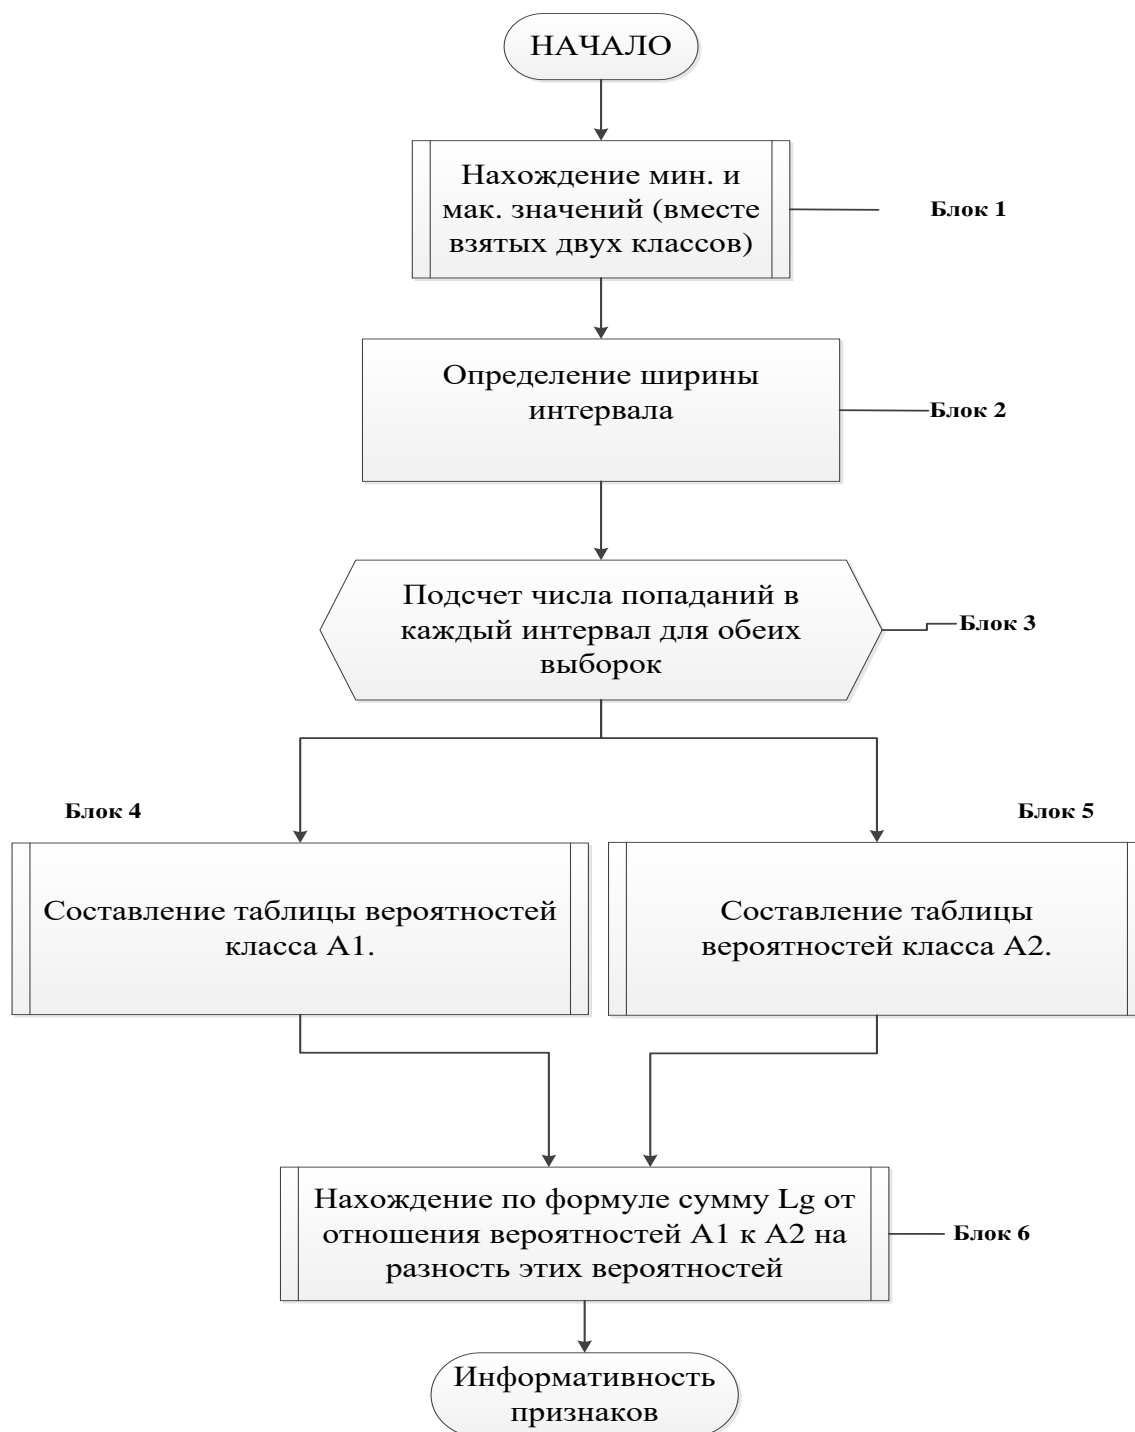 НАЧАЛО
Нахождение мин. и
мак. значений (вместе
взятых двух классов)
Блок 1
Определение ширины
интервала
Блок 2
Подсчет числа попаданий в
каждый интервал для обеих
выборок
Блок 3
Блок 4
Блок 5
Составление таблицы вероятностей
класса А1.
Составление таблицы
вероятностей класса А2.
Нахождение по формуле сумму Lg от
отношения вероятностей А1 к А2 на
разность этих вероятностей
Блок 6
Информативность
признаков